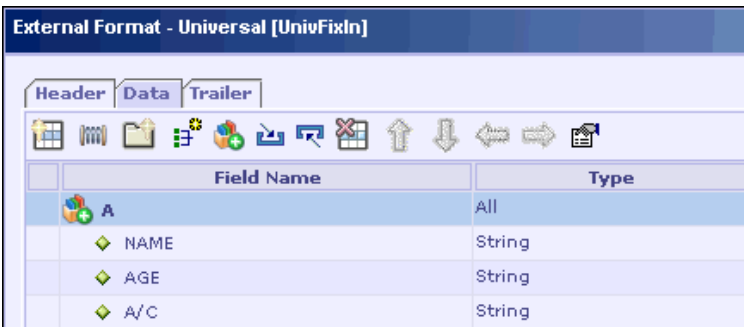 External Format - Universal [UnivFixIn]
Header Data Trailer
Field Name Type
A All
NAME String
AGE String
A/C String